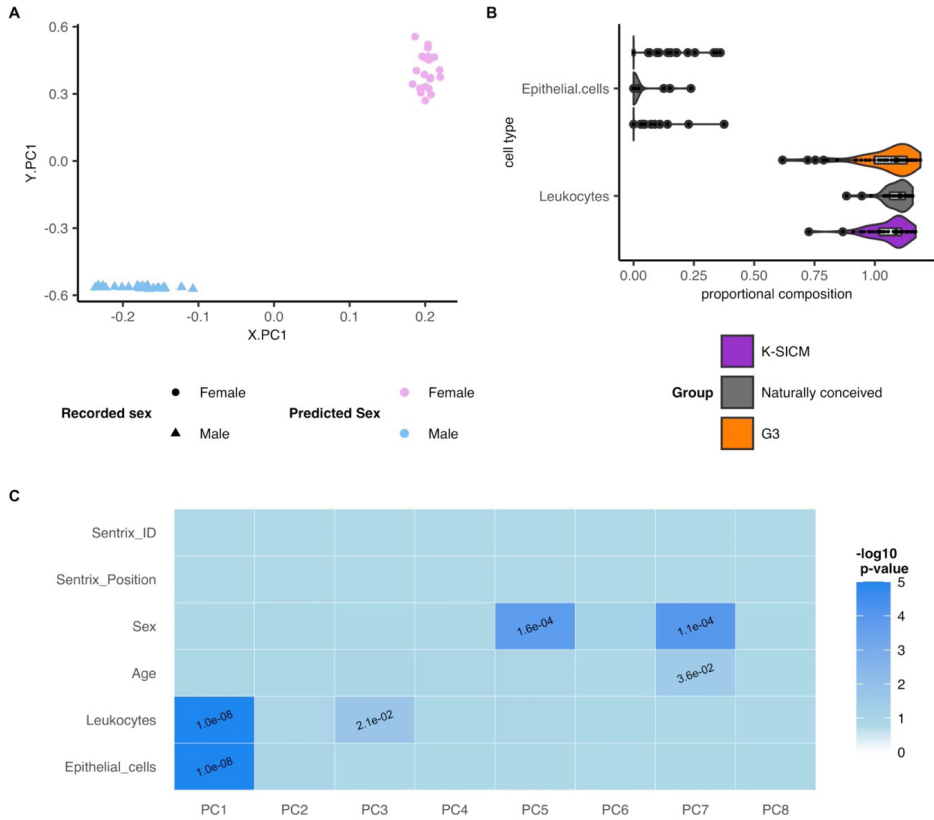 A
0.6
0.3
0.0
-0.3
-0.6
Y.PC1
-0.2
-0.1
0.0
0.1
0.2
X.PC1
Recorded sex
Female
Male
Predicted Sex
Female
Male
B
cell type
Epithelial.cells
Leukocytes
0.00
0.25
0.50
0.75
1.00
proportional composition
Group
K-SICM
Naturally conceived
G3
C
Sentrix_ID
Sentrix_Position
Sex
1.6e-04
1.1e-04
Age
3.6e-02
Leukocytes
1.0e-08
2.1e-02
Epithelial_cells
1.0e-08
PC1
PC2
PC3
PC4
PC5
PC6
PC7
PC8
-log10
p-value
5
4
3
2
1
0